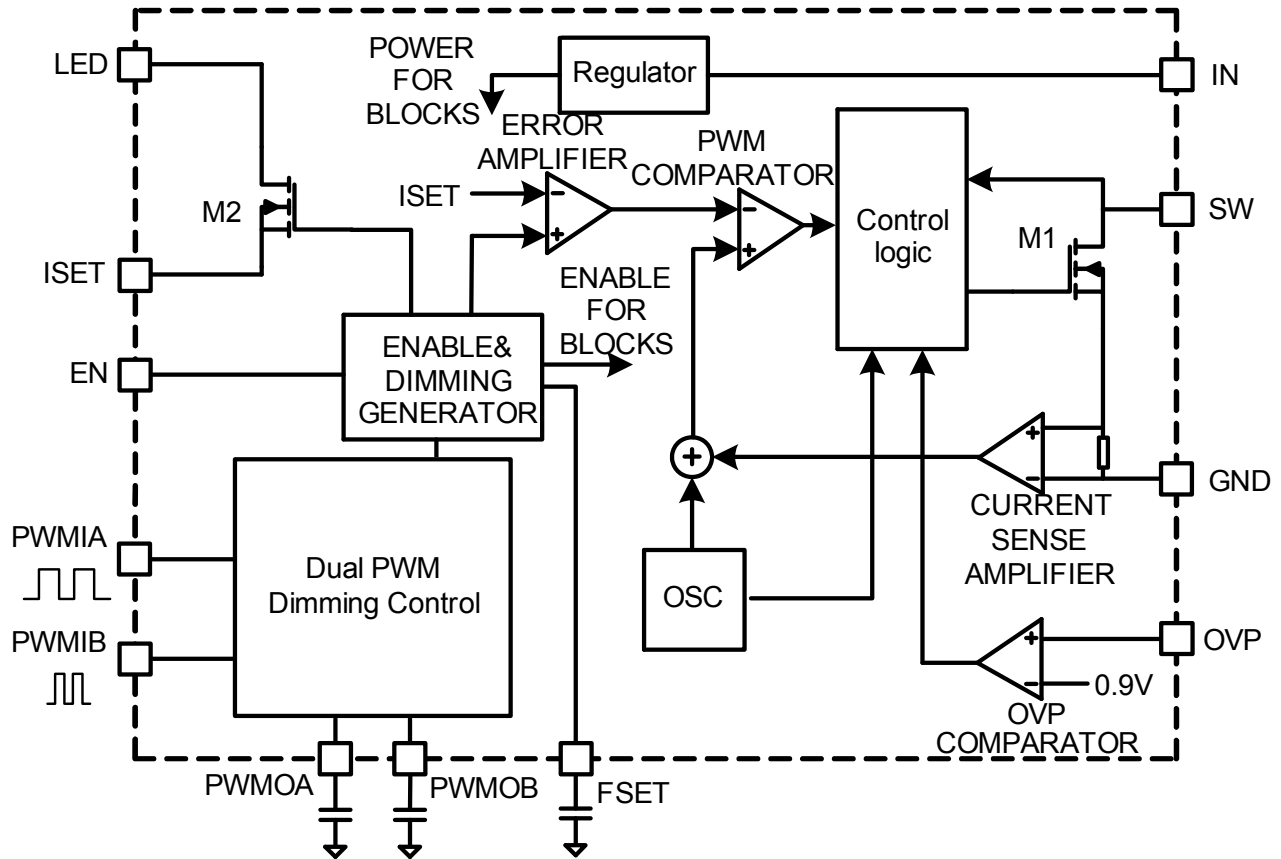 LED
POWER
FOR
BLOCKS
Regulator
IN
ERROR
AMPLIFIER
PWM
COMPARATOR
ISET
-
+
-
+
M2
Control
logic
SW
M1
ISET
ENABLE
FOR
BLOCKS
EN
ENABLE&
DIMMING
GENERATOR
+
+
-
GND
CURRENT
SENSE
AMPLIFIER
PWMIA
Dual PWM
Dimming Control
OSC
PWMIB
+
-
OVP
0.9V
OVP
COMPARATOR
PWMOA
PWMOB
FSET